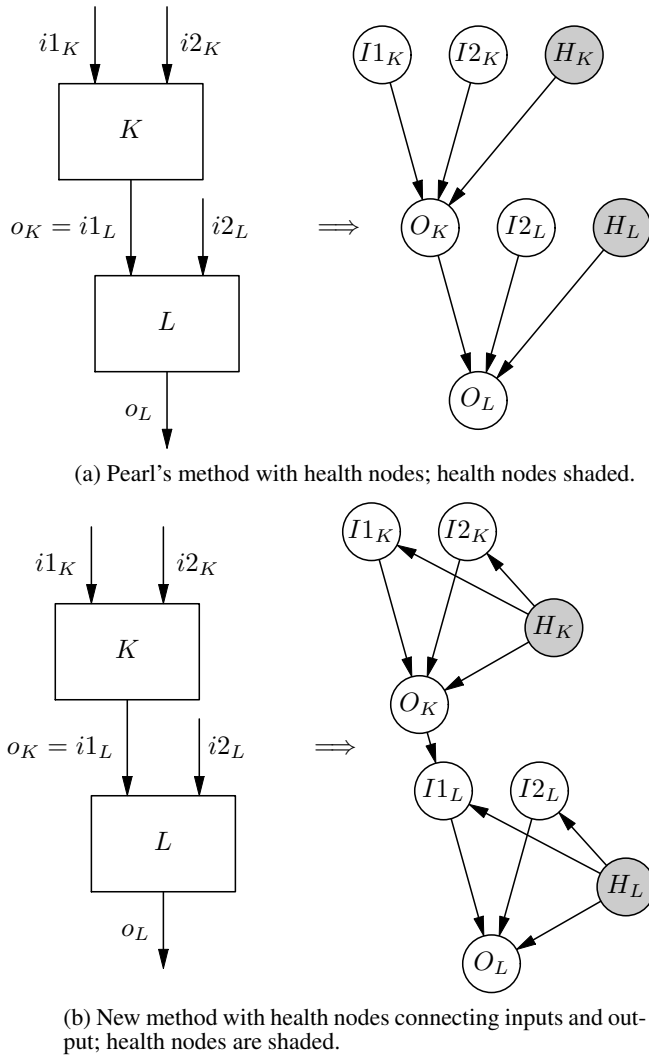 i1_K i2_K
K
o_K = i1_L i2_L
L
o_L
⟹
I1_K I2_K H_K
O_K I2_L H_L
O_L
(a) Pearl's method with health nodes; health nodes shaded.
i1_K i2_K
K
o_K = i1_L i2_L
L
o_L
⟹
I1_K I2_K
H_K
O_K
I1_L I2_L
H_L
O_L
(b) New method with health nodes connecting inputs and out-
put; health nodes are shaded.